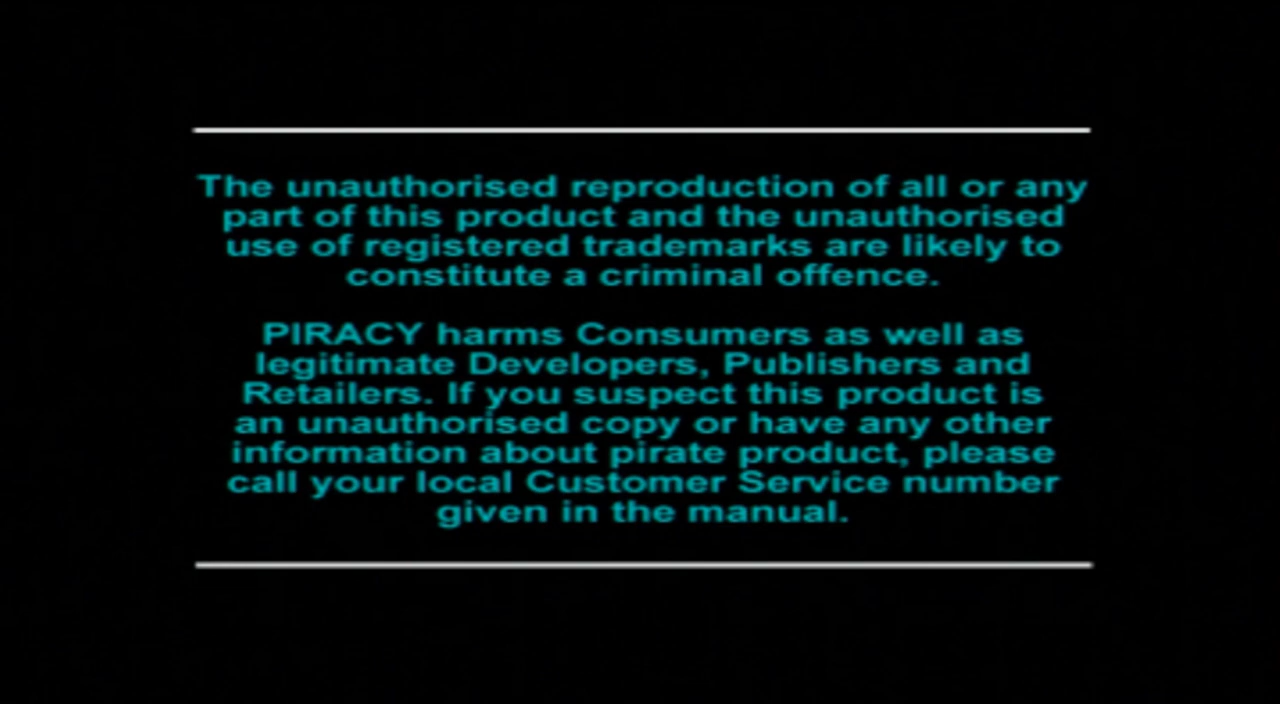 The unauthorised reproduction of all or any
part of this product and the unauthorised
use of registered trademarks are likely to
constitute a criminal offence.
PIRACY harms Consumers as well as
legitimate Developers, Publishers and
Retailers. If you suspect this product is
an unauthorised copy or have any other
information about pirate product, please
call your local Customer Service number
given in the manual.